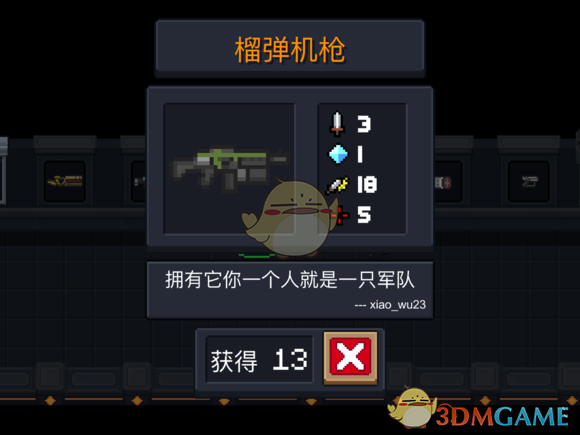 榴弹机枪
3
1
18
5
拥有它你一个人就是一只军队
--- xiao_wu23
获得 13
3DMGAME